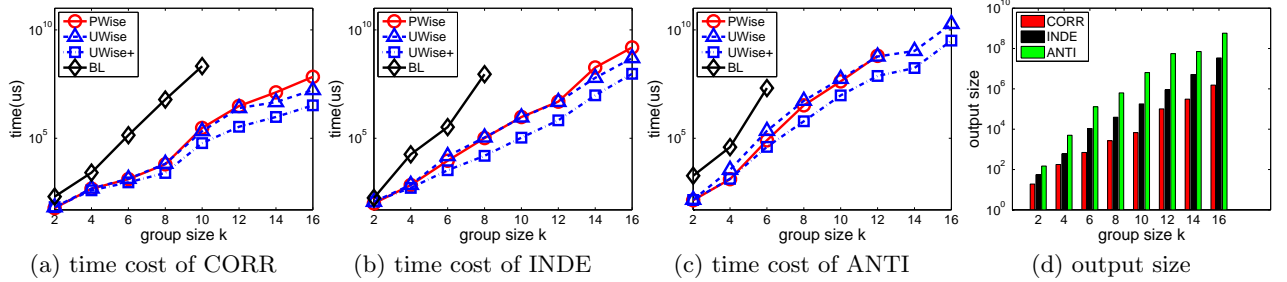 10^10
10^5
time(us)
PWise
UWise
UWise+
BL
2 4 6 8 10 12 14 16
group size k
(a) time cost of CORR
10^10
10^5
time(us)
PWise
UWise
UWise+
BL
2 4 6 8 10 12 14 16
group size k
(b) time cost of INDE
10^10
10^5
time(us)
PWise
UWise
UWise+
BL
2 4 6 8 10 12 14 16
group size k
(c) time cost of ANTI
10^10
10^8
10^6
10^4
10^2
10^0
output size
CORR
INDE
ANTI
2 4 6 8 10 12 14 16
group size k
(d) output size